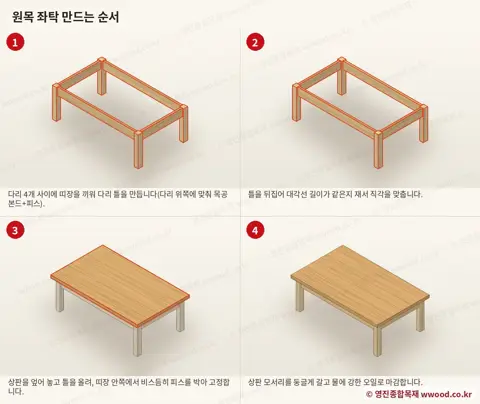 원목 좌탁 만드는 순서
1
2
다리 4개 사이에 띠장을 끼워 다리 틀을 만듭니다(다리 위쪽에 맞춰 목공
본드+피스).
틀을 뒤집어 대각선 길이가 같은지 재서 직각을 맞춥니다.
3
4
상판을 엎어 놓고 틀을 올려, 띠장 안쪽에서 비스듬히 피스를 박아 고정합
니다.
상판 모서리를 둥글게 갈고 물에 강한 오일로 마감합니다.
© 영진종합목재 wwood.co.kr